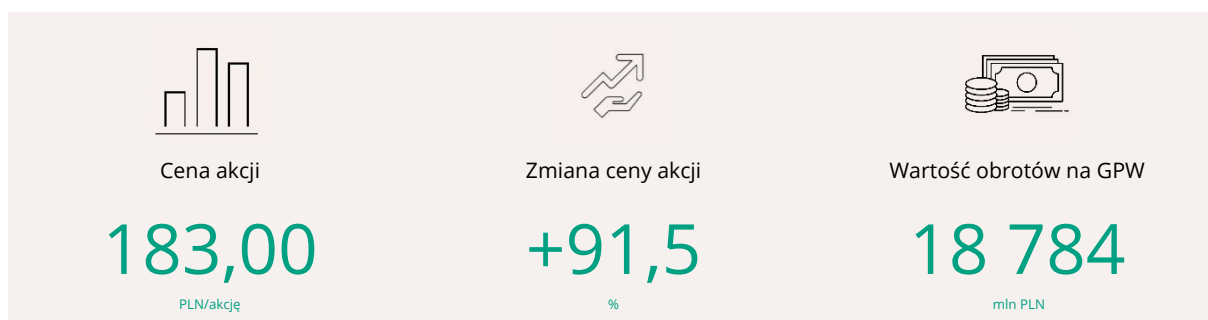 Cena akcji
Zmiana ceny akcji
Wartość obrotów na GPW
183,00
+91,5
18 784
PLN/akcję
%
mln PLN